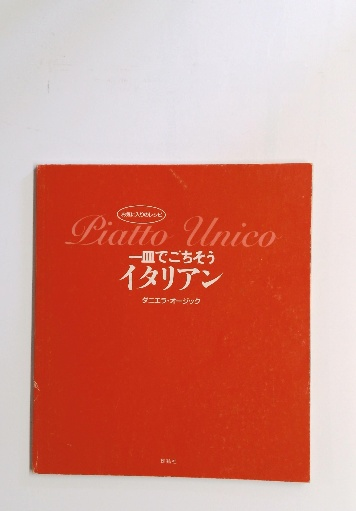 お気に入りのレシピ
Piatto Unico
一皿でごちそう
イタリアン
ダニエラ・オージック